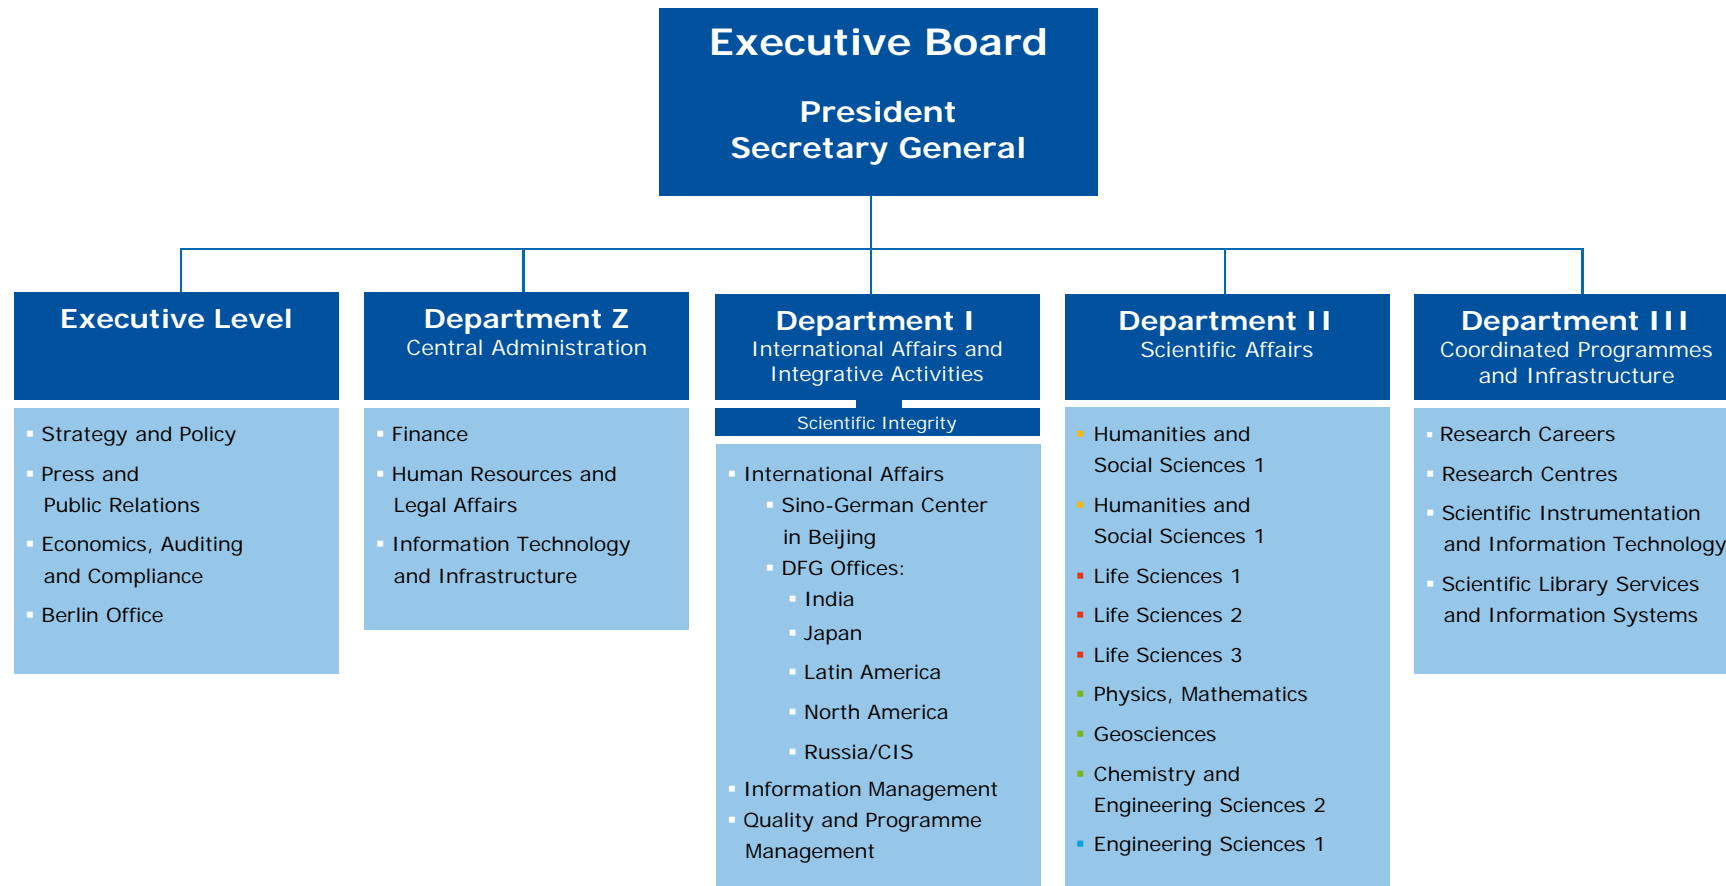 Executive Board
President
Secretary General
Executive Level
Strategy and Policy
Press and
Public Relations
Economics, Auditing
and Compliance
Berlin Office
Department Z
Central Administration
Finance
Human Resources and
Legal Affairs
Information Technology
and Infrastructure
Department I
International Affairs and
Integrative Activities
Scientific Integrity
International Affairs
Sino-German Center
in Beijing
DFG Offices:
India
Japan
Latin America
North America
Russia/CIS
Information Management
Quality and Programme
Management
Department II
Scientific Affairs
Humanities and
Social Sciences 1
Humanities and
Social Sciences 1
Life Sciences 1
Life Sciences 2
Life Sciences 3
Physics, Mathematics
Geosciences
Chemistry and
Engineering Sciences 2
Engineering Sciences 1
Department III
Coordinated Programmes
and Infrastructure
Research Careers
Research Centres
Scientific Instrumentation
and Information Technology
Scientific Library Services
and Information Systems